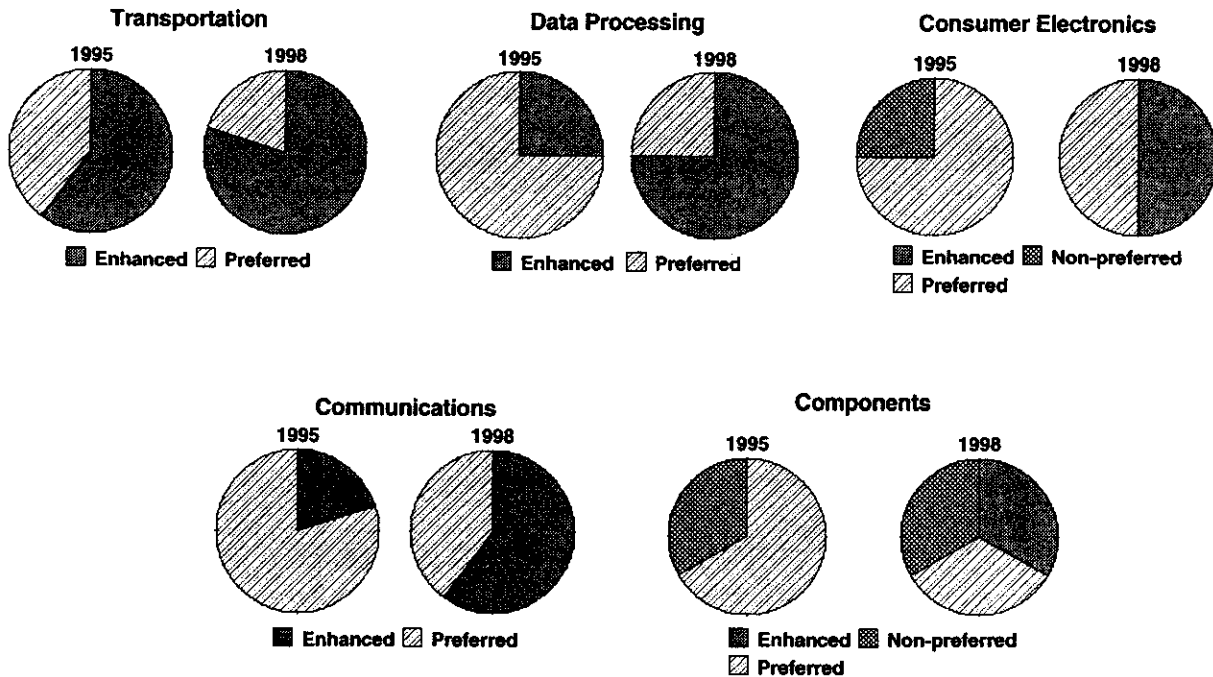 Transportation
1995
1998
Enhanced Preferred
Data Processing
1995
1998
Enhanced Preferred
Consumer Electronics
1995
1998
Enhanced Non-preferred
Preferred
Communications
1995
1998
Enhanced Preferred
Components
1995
1998
Enhanced Non-preferred
Preferred